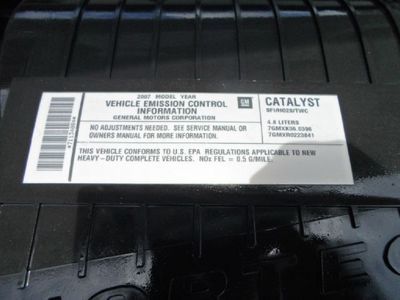 2007 MODEL YEAR
VEHICLE EMISSION CONTROL
INFORMATION
GENERAL MOTORS CORPORATION
GM
CATALYST
NO ADJUSTMENTS NEEDED. SEE SERVICE MANUAL OR
OWNERS MANUAL FOR MORE INFORMATION.
4.8 LITERS
THIS VEHICLE CONFORMS TO U.S. EPA REGULATIONS APPLICABLE TO NEW
HEAVY-DUTY COMPLETE VEHICLES. NOx FEL = 0.5 G/MILE.